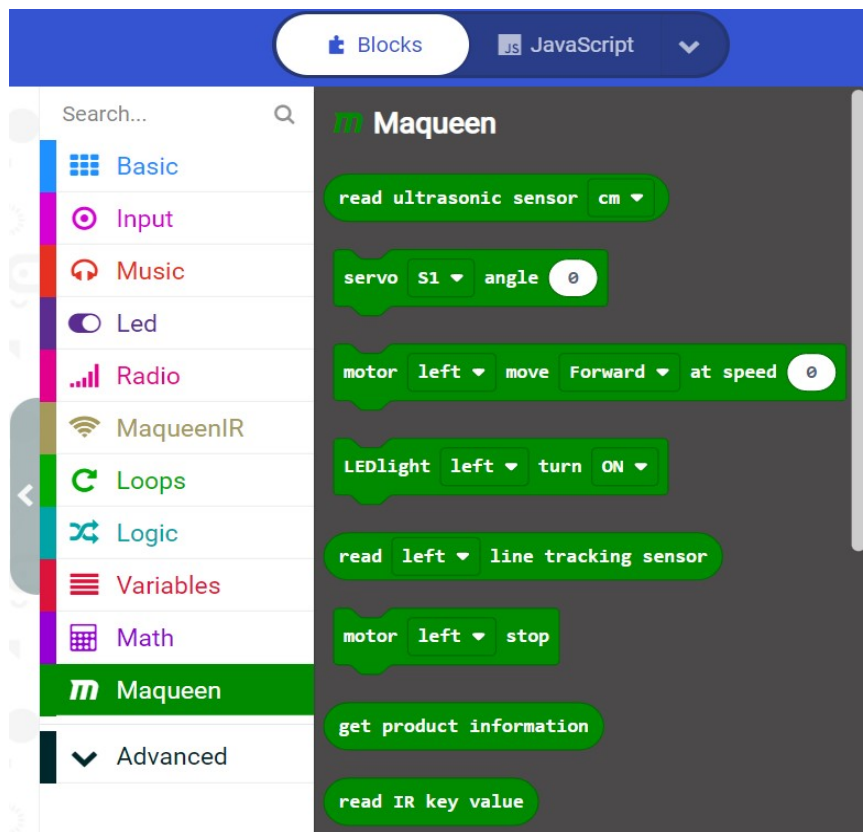 Blocks
JS JavaScript
Search...
Basic
Input
Music
Led
Radio
MaqueenIR
Loops
Logic
Variables
Math
m Maqueen
Advanced
m Maqueen
read ultrasonic sensor cm
servo S1 angle 0
motor left move Forward at speed 0
LEDlight left turn ON
read left line tracking sensor
motor left stop
get product information
read IR key value